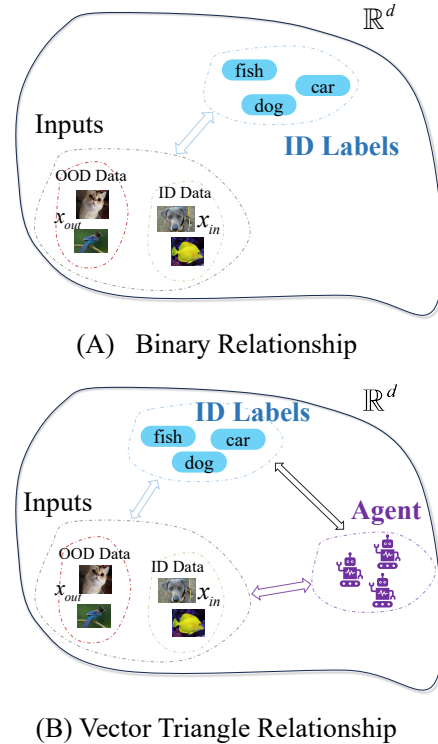 ℝ^d
fish
car
dog
Inputs
ID Labels
OOD Data
ID Data
x_out
x_in
(A) Binary Relationship
ℝ^d
ID Labels
fish
car
dog
Inputs
Agent
OOD Data
ID Data
x_out
x_in
(B) Vector Triangle Relationship